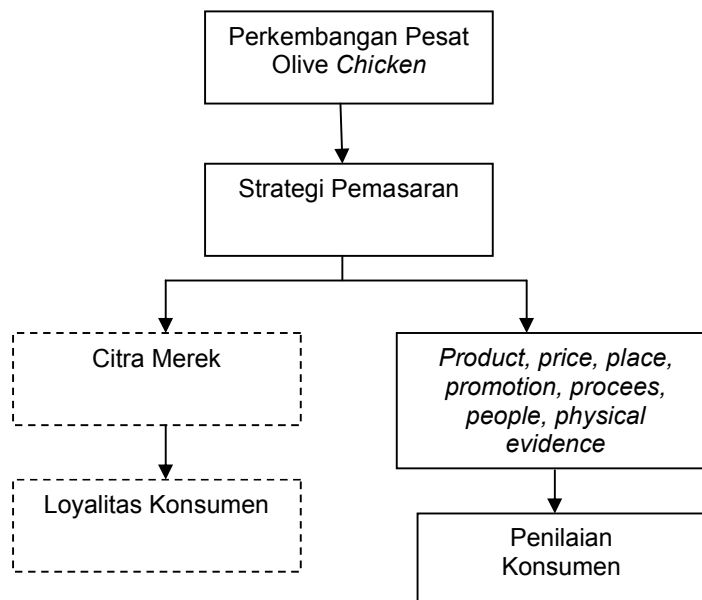 Perkembangan Pesat
Olive Chicken
Strategi Pemasaran
Citra Merek
Loyalitas Konsumen
Product, price, place,
promotion, procees,
people, physical
evidence
Penilaian
Konsumen